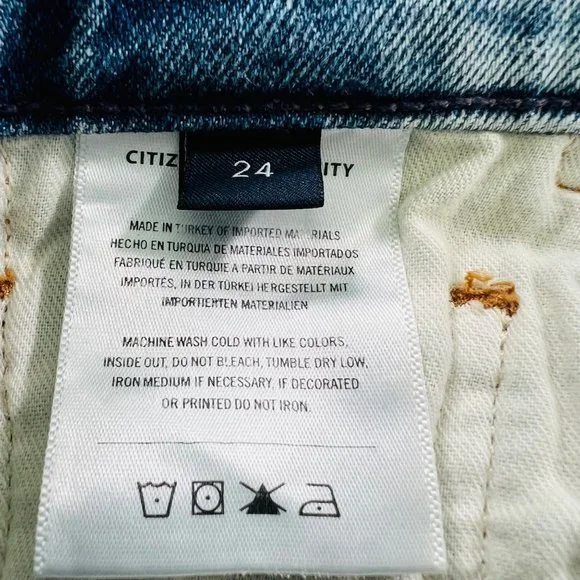 CITIZ
24
ITY
MADE IN TURKEY OF IMPORTED MATERIALS
HECHO EN TURQUIA DE MATERIALES IMPORTADOS
FABRIQUÉ EN TURQUIE A PARTIR DE MATÉRIAUX
IMPORTÉS, IN DER TÜRKEI HERGESTELLT MIT
IMPORTIERTEN MATERIALIEN
MACHINE WASH COLD WITH LIKE COLORS,
INSIDE OUT, DO NOT BLEACH, TUMBLE DRY LOW,
IRON MEDIUM IF NECESSARY, IF DECORATED
OR PRINTED DO NOT IRON.